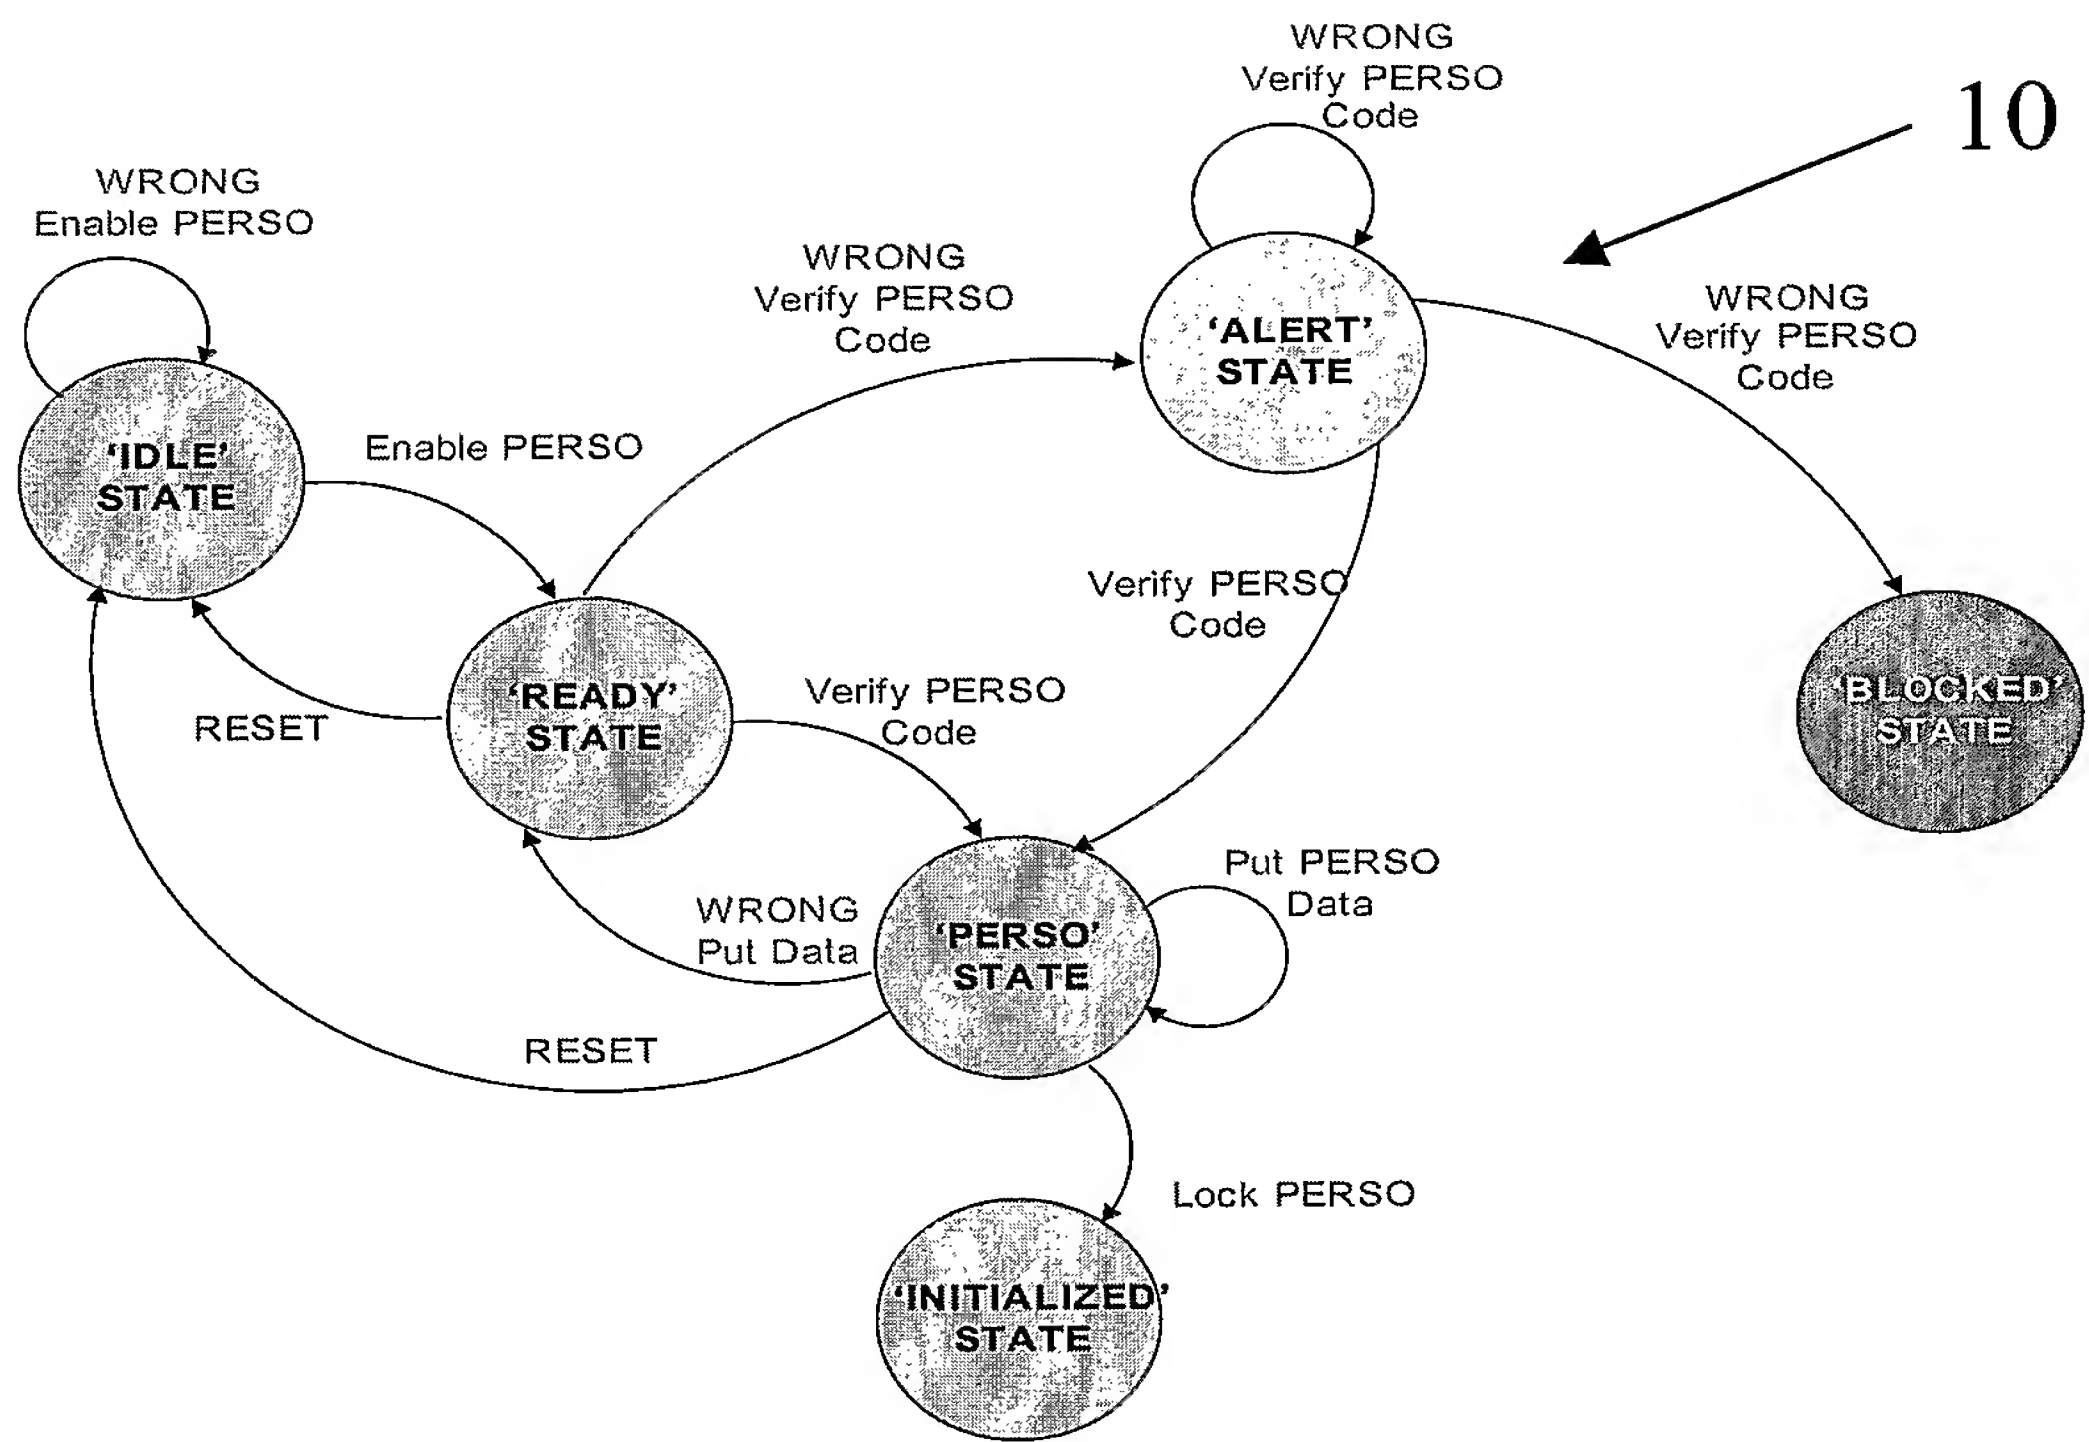 WRONG
Verify PERSO
Code
10
WRONG
Enable PERSO
WRONG
Verify PERSO
Code
'ALERT'
STATE
WRONG
Verify PERSO
Code
'IDLE'
STATE
Enable PERSO
Verify PERSO
Code
RESET
'READY'
STATE
Verify PERSO
Code
'BLOCKED'
STATE
WRONG
Put Data
'PERSO'
STATE
Put PERSO
Data
RESET
Lock PERSO
'INITIALIZED'
STATE